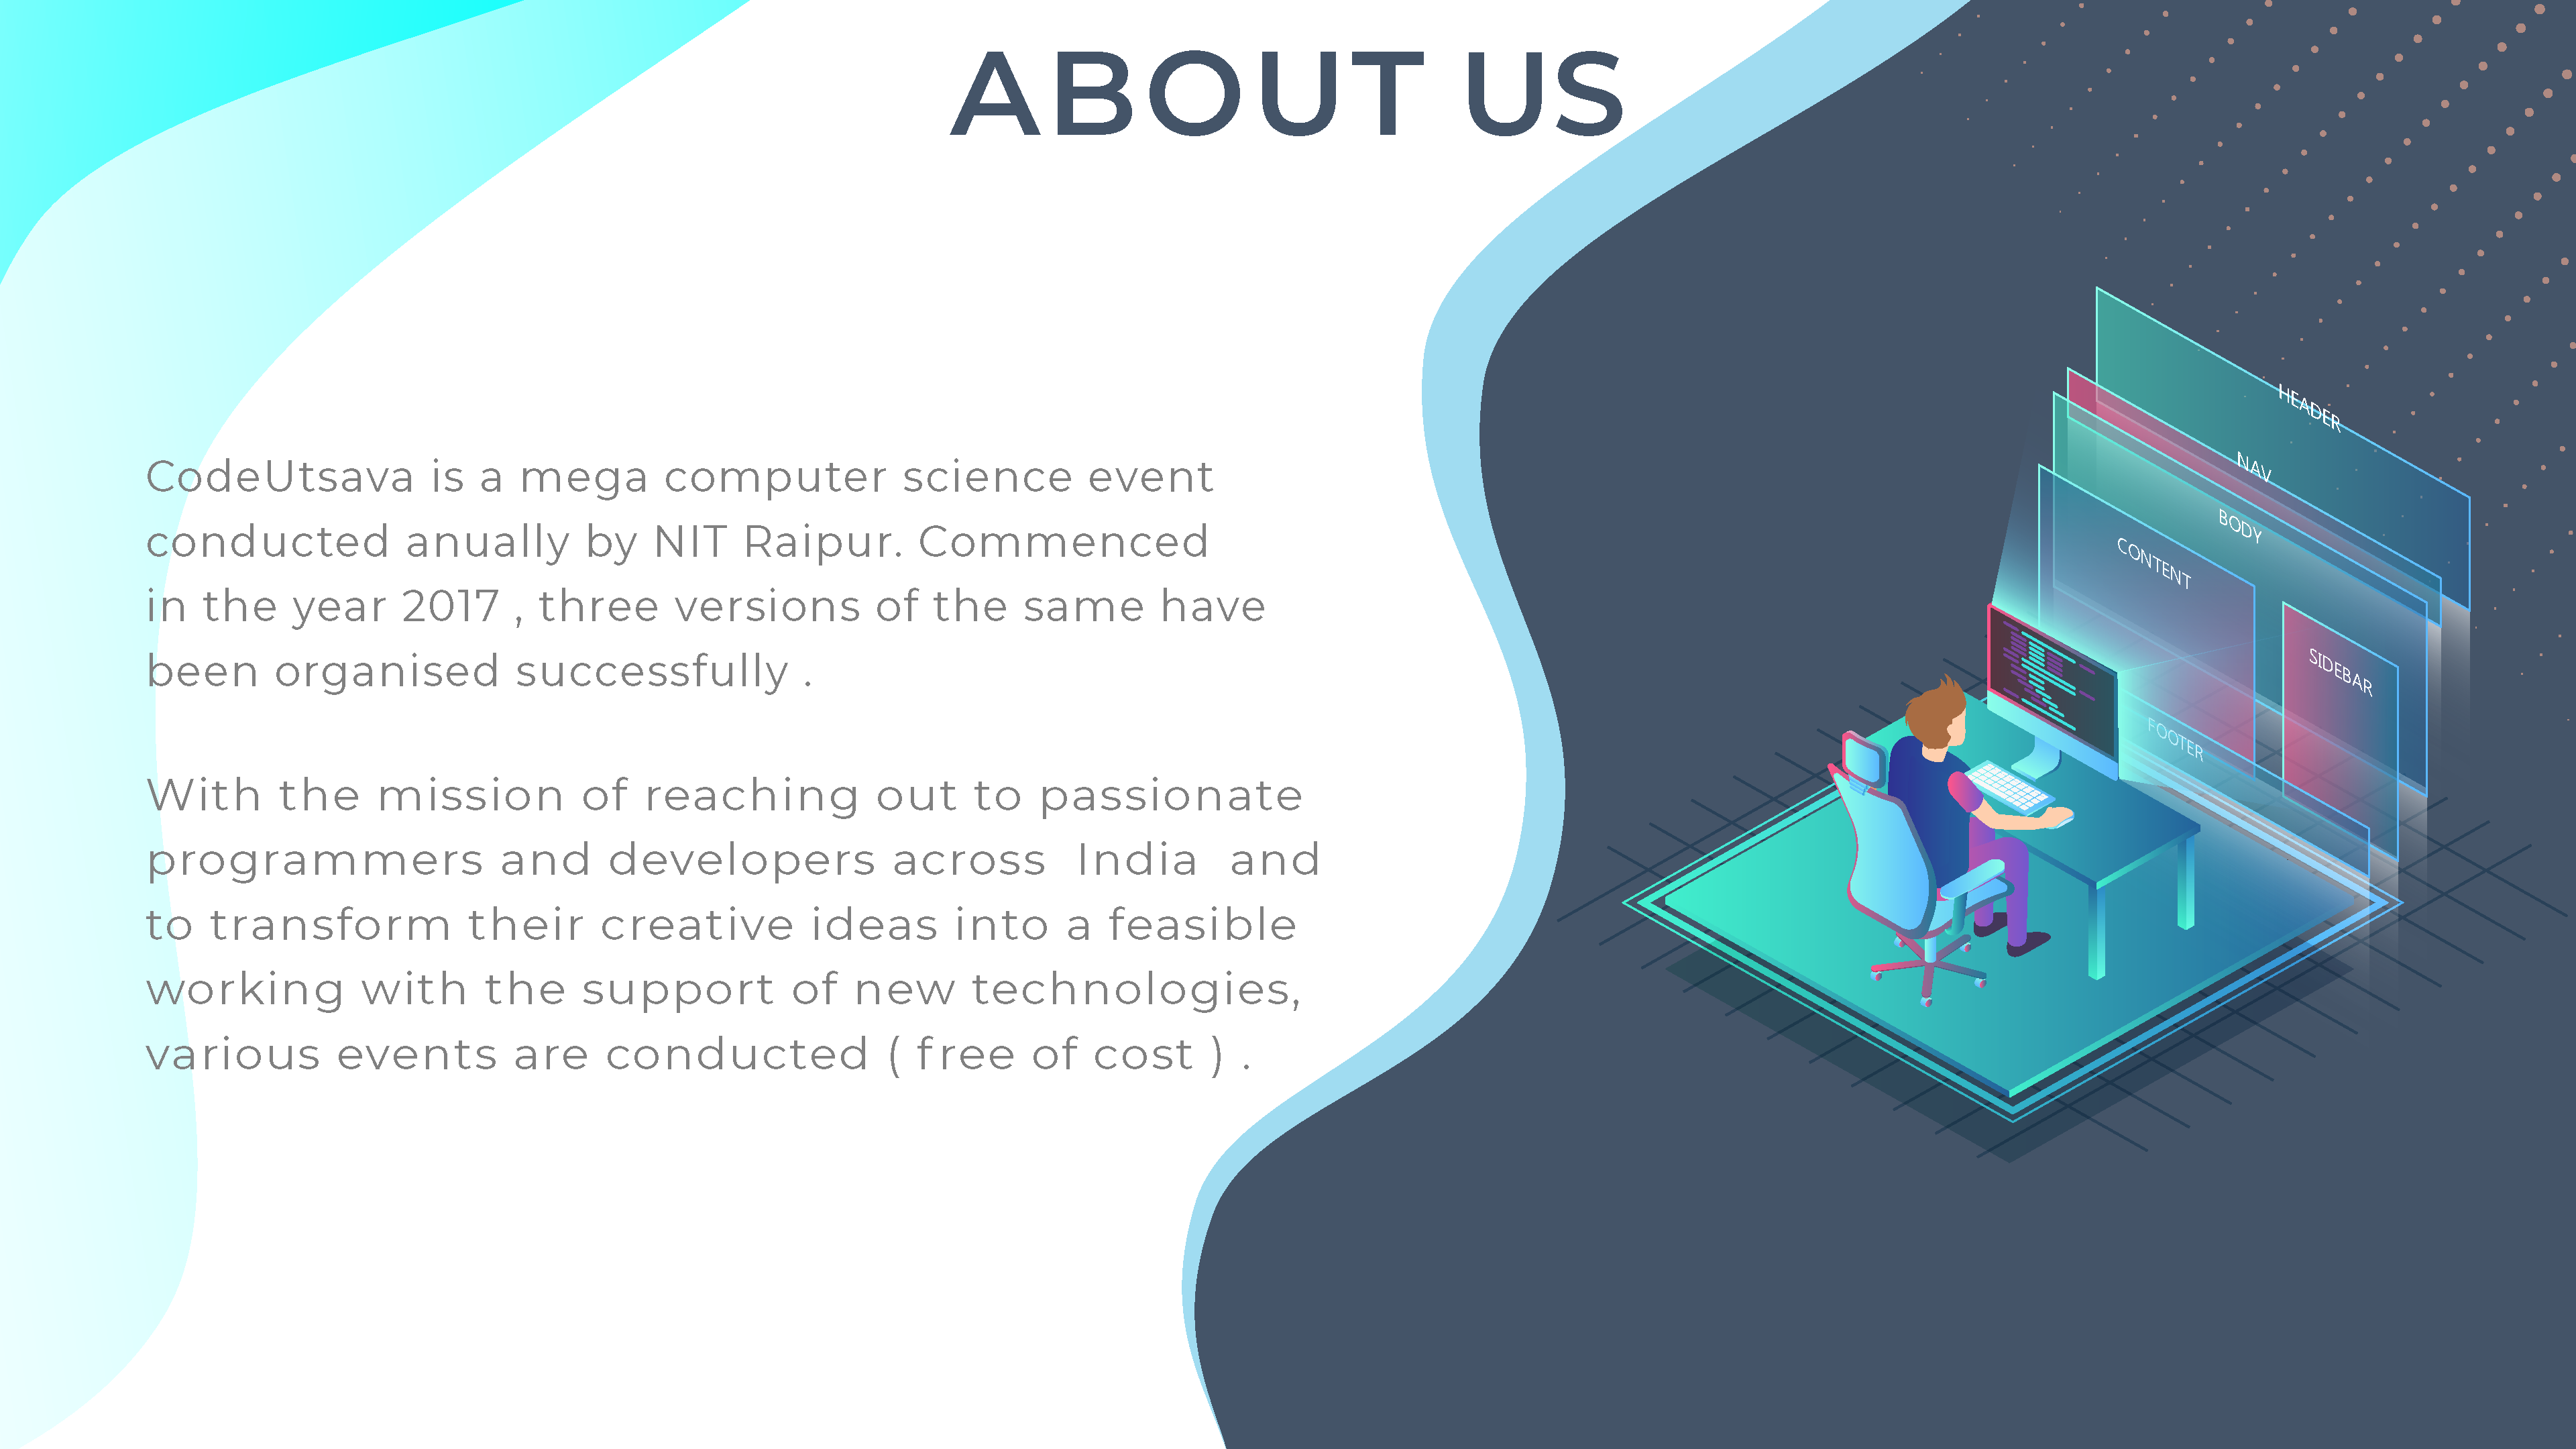 ABOUT US
CodeUtsava is a mega computer science event
conducted anually by NIT Raipur. Commenced
in the year 2017 , three versions of the same have
been organised successfully .
With the mission of reaching out to passionate
programmers and developers across India and
to transform their creative ideas into a feasible
working with the support of new technologies,
various events are conducted ( free of cost ) .
HEADER
NAV
BODY
CONTENT
SIDEBAR
FOOTER